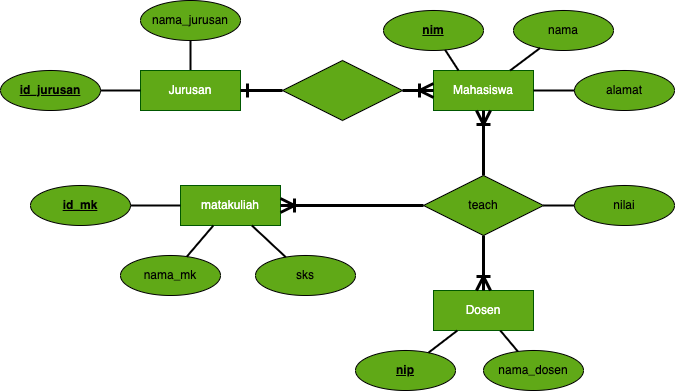 nama_jurusan
nim
nama
id_jurusan
Jurusan
Mahasiswa
alamat
id_mk
matakuliah
teach
nilai
nama_mk
sks
Dosen
nip
nama_dosen